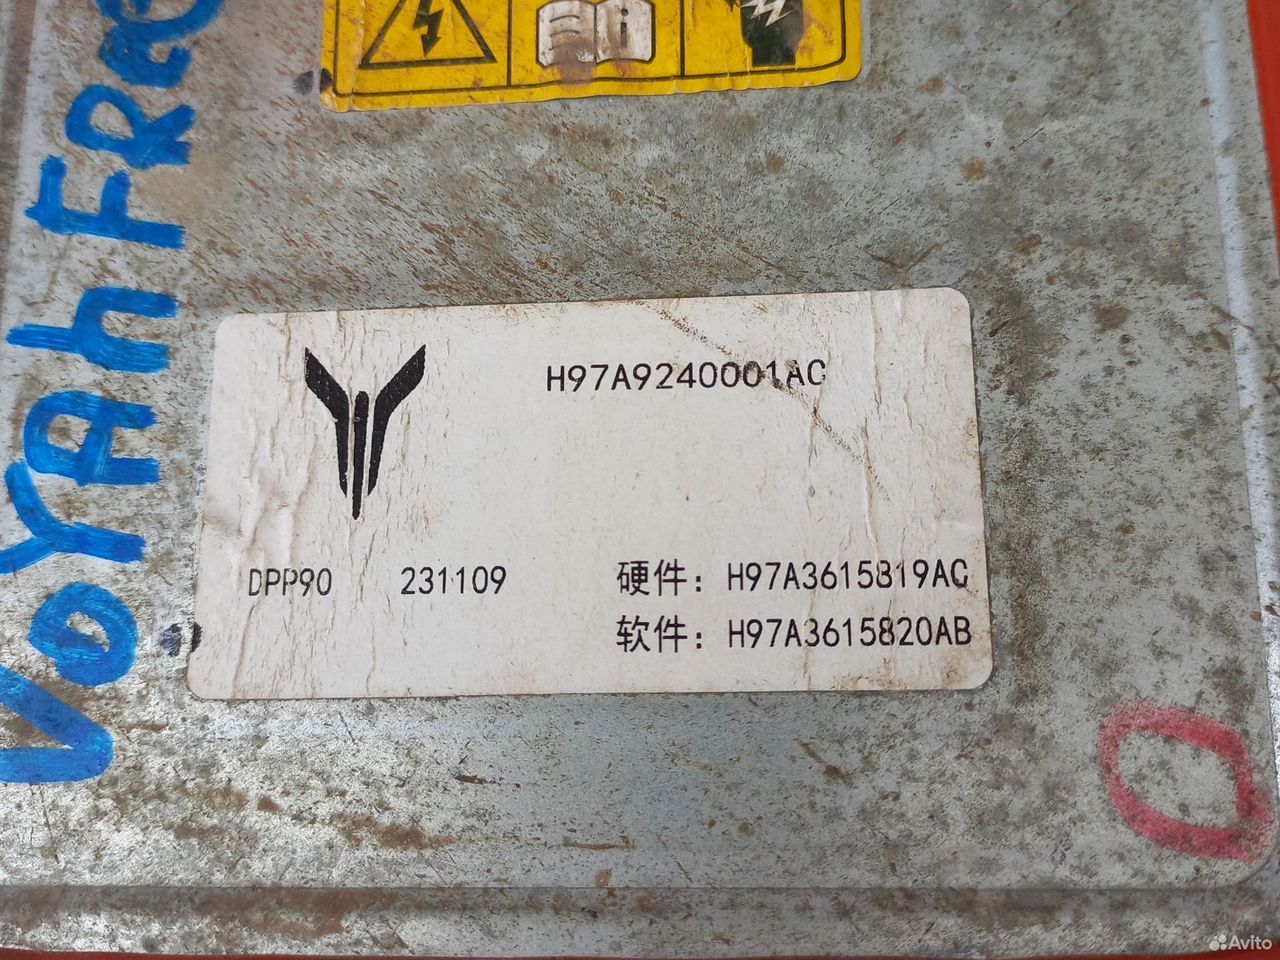 VOYAH FRE
H97A9240001AC
DPP90 231109 硬件: H97A3615819AC
软件: H97A3615820AB
Avito